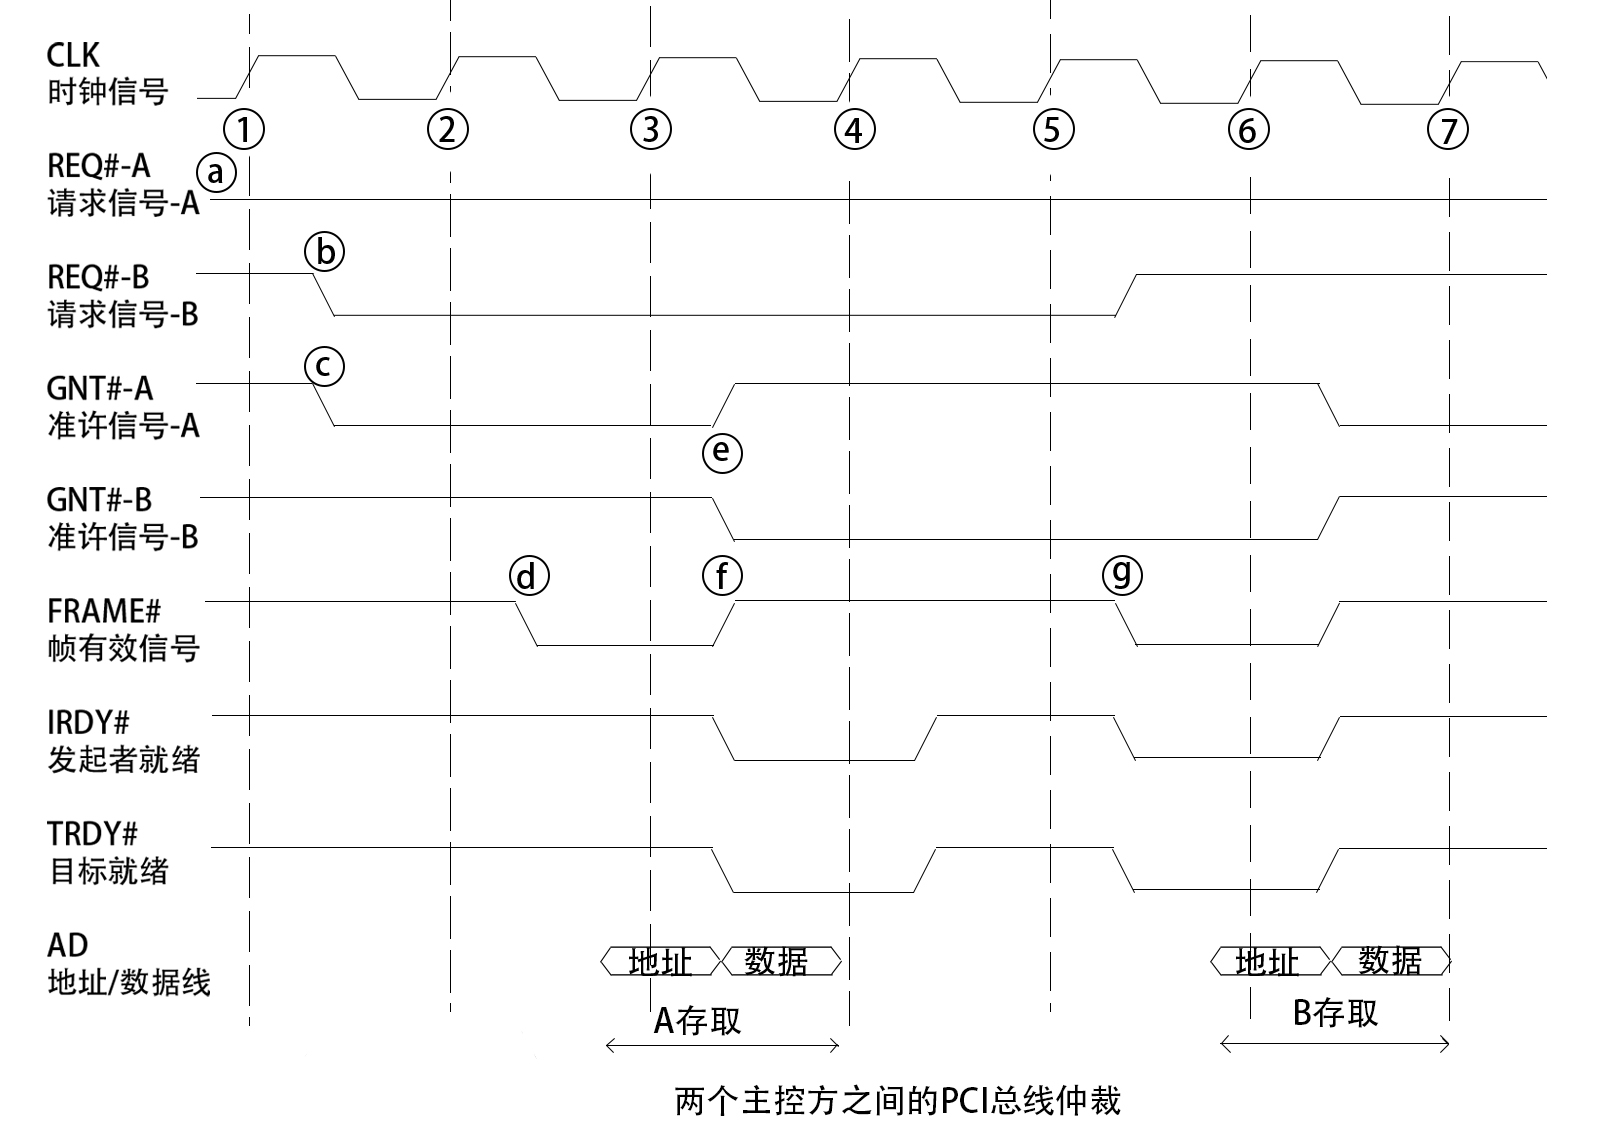 CLK
时钟信号
① ② ③ ④ ⑤ ⑥ ⑦
REQ#-A
ⓐ
请求信号-A
ⓑ
REQ#-B
请求信号-B
ⓒ
GNT#-A
准许信号-A
ⓔ
GNT#-B
准许信号-B
ⓓ ⓕ ⓖ
FRAME#
帧有效信号
IRDY#
发起者就绪
TRDY#
目标就绪
AD
地址 数据 地址 数据
地址/数据线
A存取 B存取
两个主控方之间的PCI总线仲裁